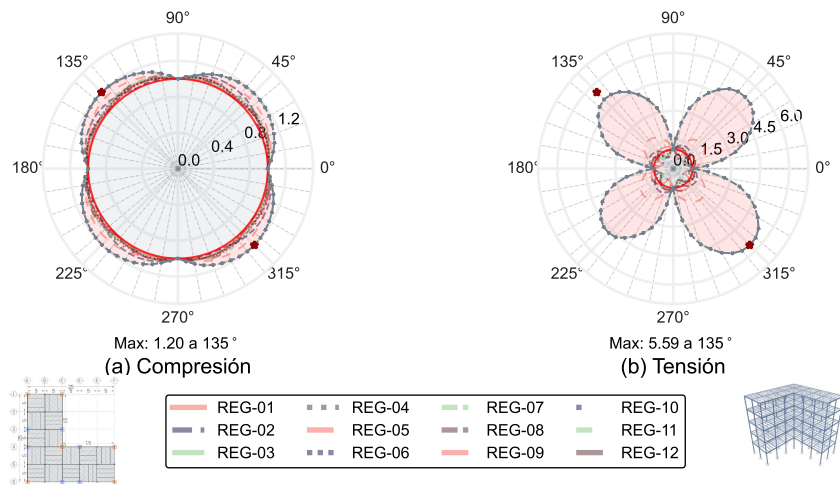 90°
135°
45°
1.2
0.8
0.4
0.0
180°
0°
225°
315°
270°
Max: 1.20 a 135 °
(a) Compresión
90°
135°
45°
6.0
4.5
3.0
1.5
0.0
180°
0°
225°
315°
270°
Max: 5.59 a 135 °
(b) Tensión
REG-01
REG-04
REG-07
REG-10
REG-02
REG-05
REG-08
REG-11
REG-03
REG-06
REG-09
REG-12